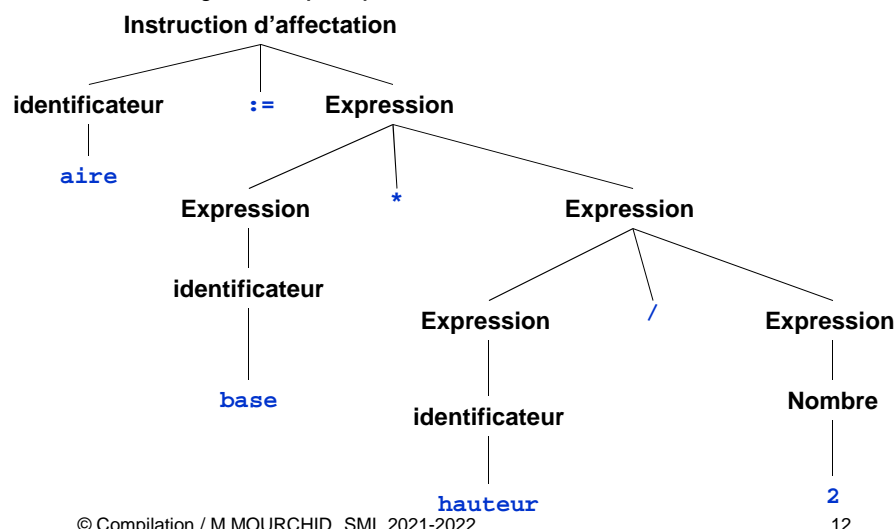 Instruction d'affectation
identificateur := Expression
aire
Expression * Expression
identificateur
Expression / Expression
base
Nombre
identificateur
hauteur
2
© Compilation / M.MOURCHID SMI 2021-2022 12